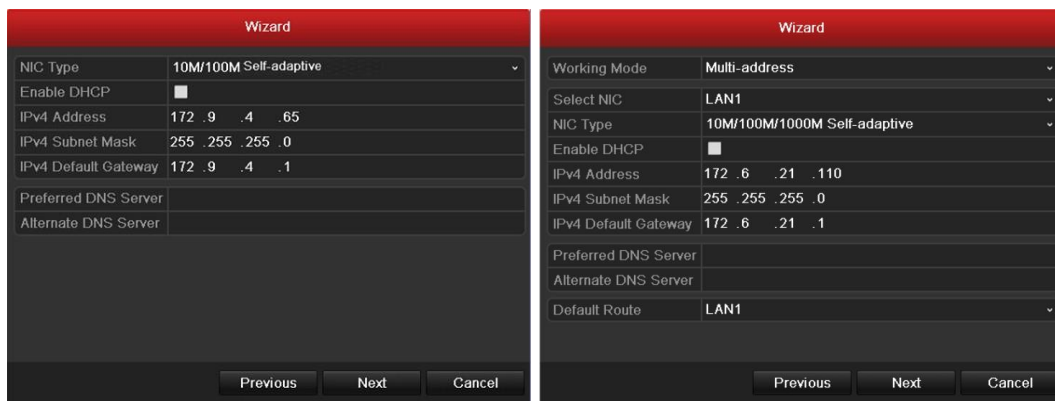 Wizard
NIC Type 10M/100M Self-adaptive
Enable DHCP
IPv4 Address 172 .9 .4 .65
IPv4 Subnet Mask 255 .255 .255 .0
IPv4 Default Gateway 172 .9 .4 .1
Preferred DNS Server
Alternate DNS Server
Previous Next Cancel
Wizard
Working Mode Multi-address
Select NIC LAN1
NIC Type 10M/100M/1000M Self-adaptive
Enable DHCP
IPv4 Address 172 .6 .21 .110
IPv4 Subnet Mask 255 .255 .255 .0
IPv4 Default Gateway 172 .6 .21 .1
Preferred DNS Server
Alternate DNS Server
Default Route LAN1
Previous Next Cancel